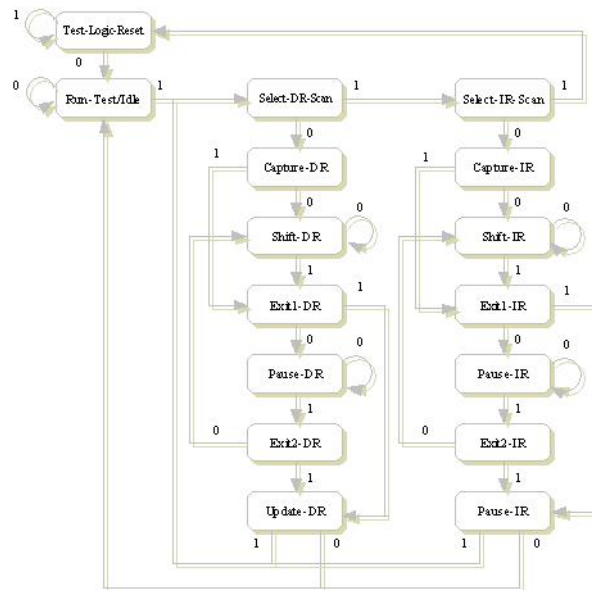 1
Test-Logic-Reset
0
0
Run-Test/Idle
1
Select-DR-Scan
1
Select-IR-Scan
1
0
0
1
Capture-DR
1
Capture-IR
0
0
0
0
Shift-DR
Shift-IR
1
1
1
1
Exit1-DR
Exit1-IR
0
0
0
0
Pause-DR
Pause-IR
1
1
0
0
Exit2-DR
Exit2-IR
1
1
Update-DR
Pause-IR
1
0
1
0